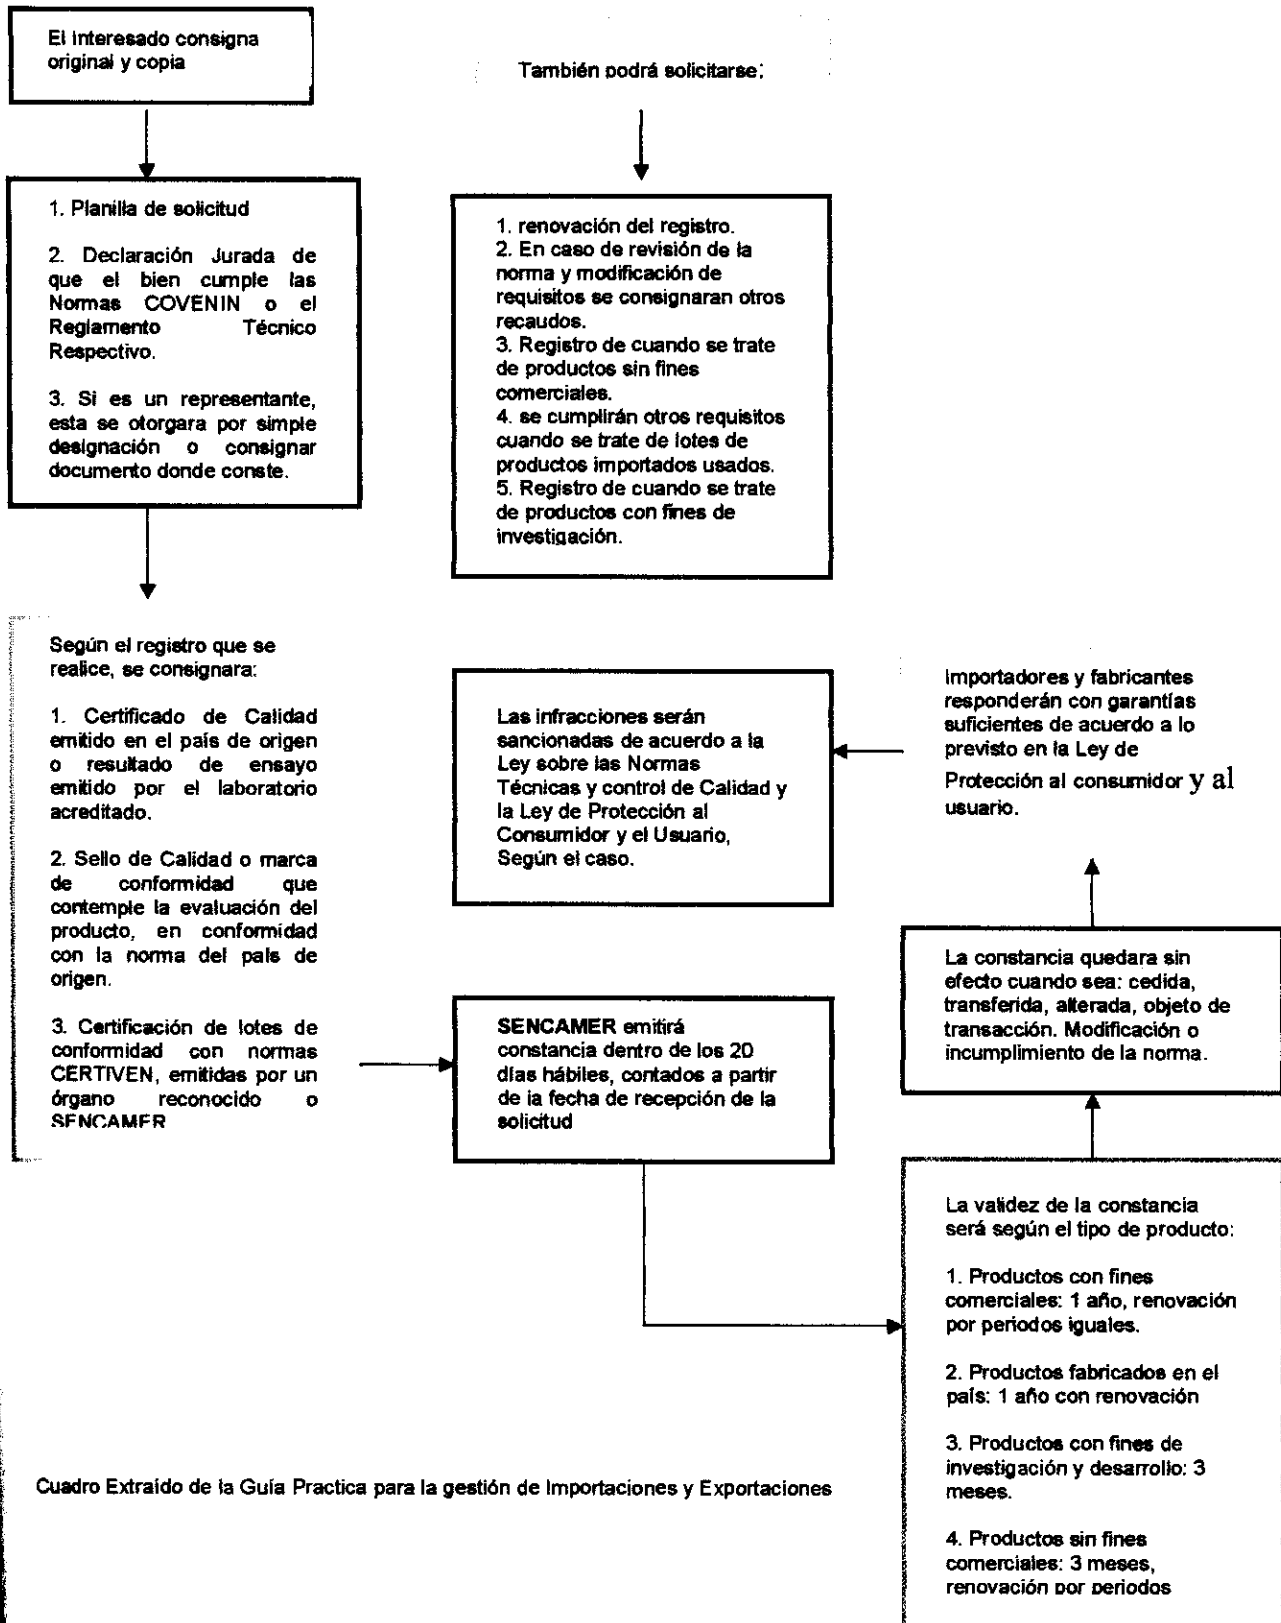 El interesado consigna
original y copia
1. Planilla de solicitud
2. Declaración Jurada de
que el bien cumple las
Normas COVENIN o el
Reglamento Técnico
Respectivo.
3. Si es un representante,
esta se otorgara por simple
designación o consignar
documento donde conste.
Según el registro que se
realice, se consignara:
1. Certificado de Calidad
emitido en el país de origen
o resultado de ensayo
emitido por el laboratorio
acreditado.
2. Sello de Calidad o marca
de conformidad que
contemple la evaluación del
producto, en conformidad
con la norma del país de
origen.
3. Certificación de lotes de
conformidad con normas
CERTIVEN, emitidas por un
órgano reconocido o
SENCAMER
También podrá solicitarse:
1. renovación del registro.
2. En caso de revisión de la
norma y modificación de
requisitos se consignaran otros
recaudos.
3. Registro de cuando se trate
de productos sin fines
comerciales.
4. se cumplirán otros requisitos
cuando se trate de lotes de
productos importados usados.
5. Registro de cuando se trate
de productos con fines de
investigación.
Las infracciones serán
sancionadas de acuerdo a la
Ley sobre las Normas
Técnicas y control de Calidad y
la Ley de Protección al
Consumidor y el Usuario,
Según el caso.
SENCAMER emitirá
constancia dentro de los 20
días hábiles, contados a partir
de la fecha de recepción de la
solicitud
Importadores y fabricantes
responderán con garantías
suficientes de acuerdo a lo
previsto en la Ley de
Protección al consumidor y al
usuario.
La constancia quedara sin
efecto cuando sea: cedida,
transferida, alterada, objeto de
transacción. Modificación o
incumplimiento de la norma.
La validez de la constancia
será según el tipo de producto:
1. Productos con fines
comerciales: 1 año, renovación
por periodos iguales.
2. Productos fabricados en el
país: 1 año con renovación
3. Productos con fines de
investigación y desarrollo: 3
meses.
4. Productos sin fines
comerciales: 3 meses,
renovación por periodos
Cuadro Extraído de la Guía Practica para la gestión de Importaciones y Exportaciones